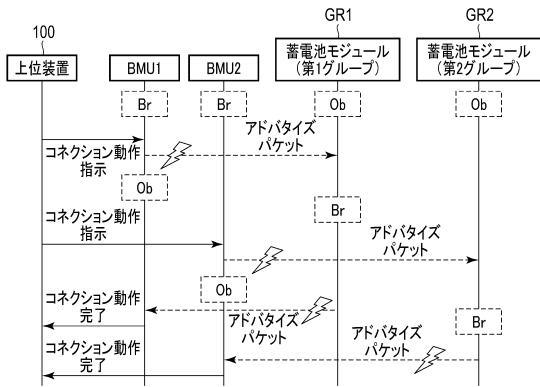 100
GR1
GR2
上位装置
BMU1
BMU2
蓄電池モジュール
(第1グループ)
蓄電池モジュール
(第2グループ)
Br
Br
Ob
Ob
コネクション動作
指示
アドバタイズ
パケット
Ob
Br
コネクション動作
指示
アドバタイズ
パケット
Ob
コネクション動作
完了
アドバタイズ
パケット
Br
コネクション動作
完了
アドバタイズ
パケット